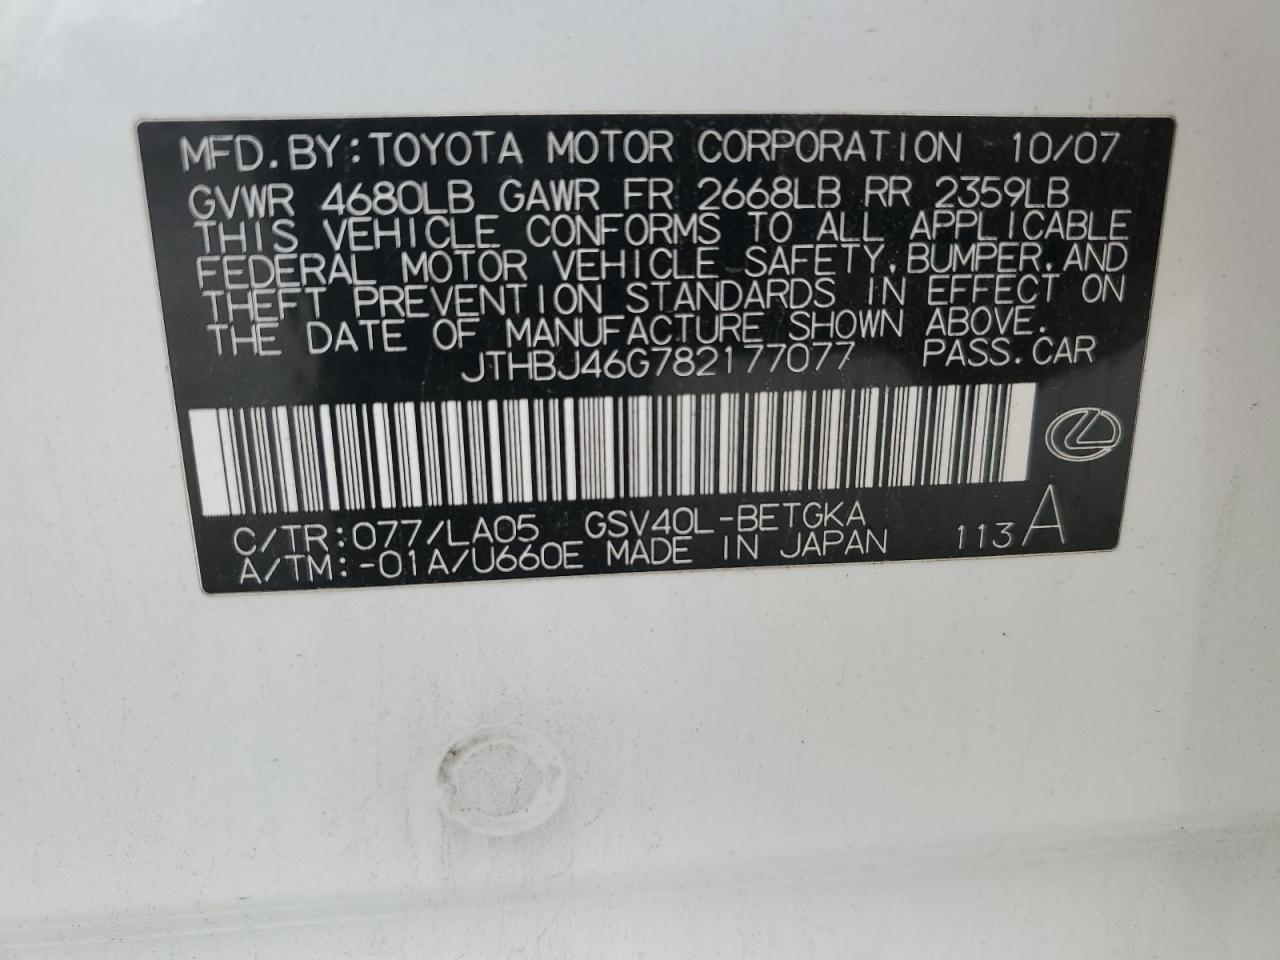 MFD.BY:TOYOTA MOTOR CORPORATION 10/07
GVWR 4680LB GAWR FR 2668LB RR 2359LB
THIS VEHICLE CONFORMS TO ALL APPLICABLE
FEDERAL MOTOR VEHICLE SAFETY,BUMPER,AND
THEFT PREVENTION STANDARDS IN EFFECT ON
THE DATE OF MANUFACTURE SHOWN ABOVE.
JTHBJ46G782177077 PASS.CAR
C/TR:077/LA05 GSV40L-BETGKA
A/TM:-01A/U660E MADE IN JAPAN 113A